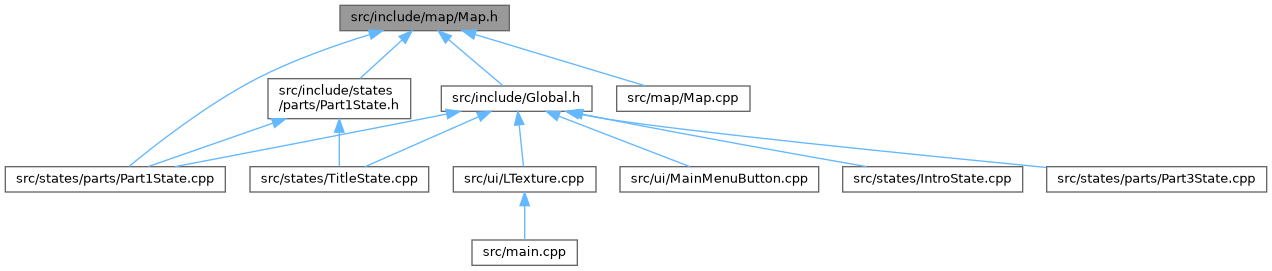 src/include/map/Map.h
src/include/states
/parts/Part1State.h
src/include/Global.h
src/map/Map.cpp
src/states/parts/Part1State.cpp
src/states/TitleState.cpp
src/ui/LTexture.cpp
src/ui/MainMenuButton.cpp
src/states/IntroState.cpp
src/states/parts/Part3State.cpp
src/main.cpp